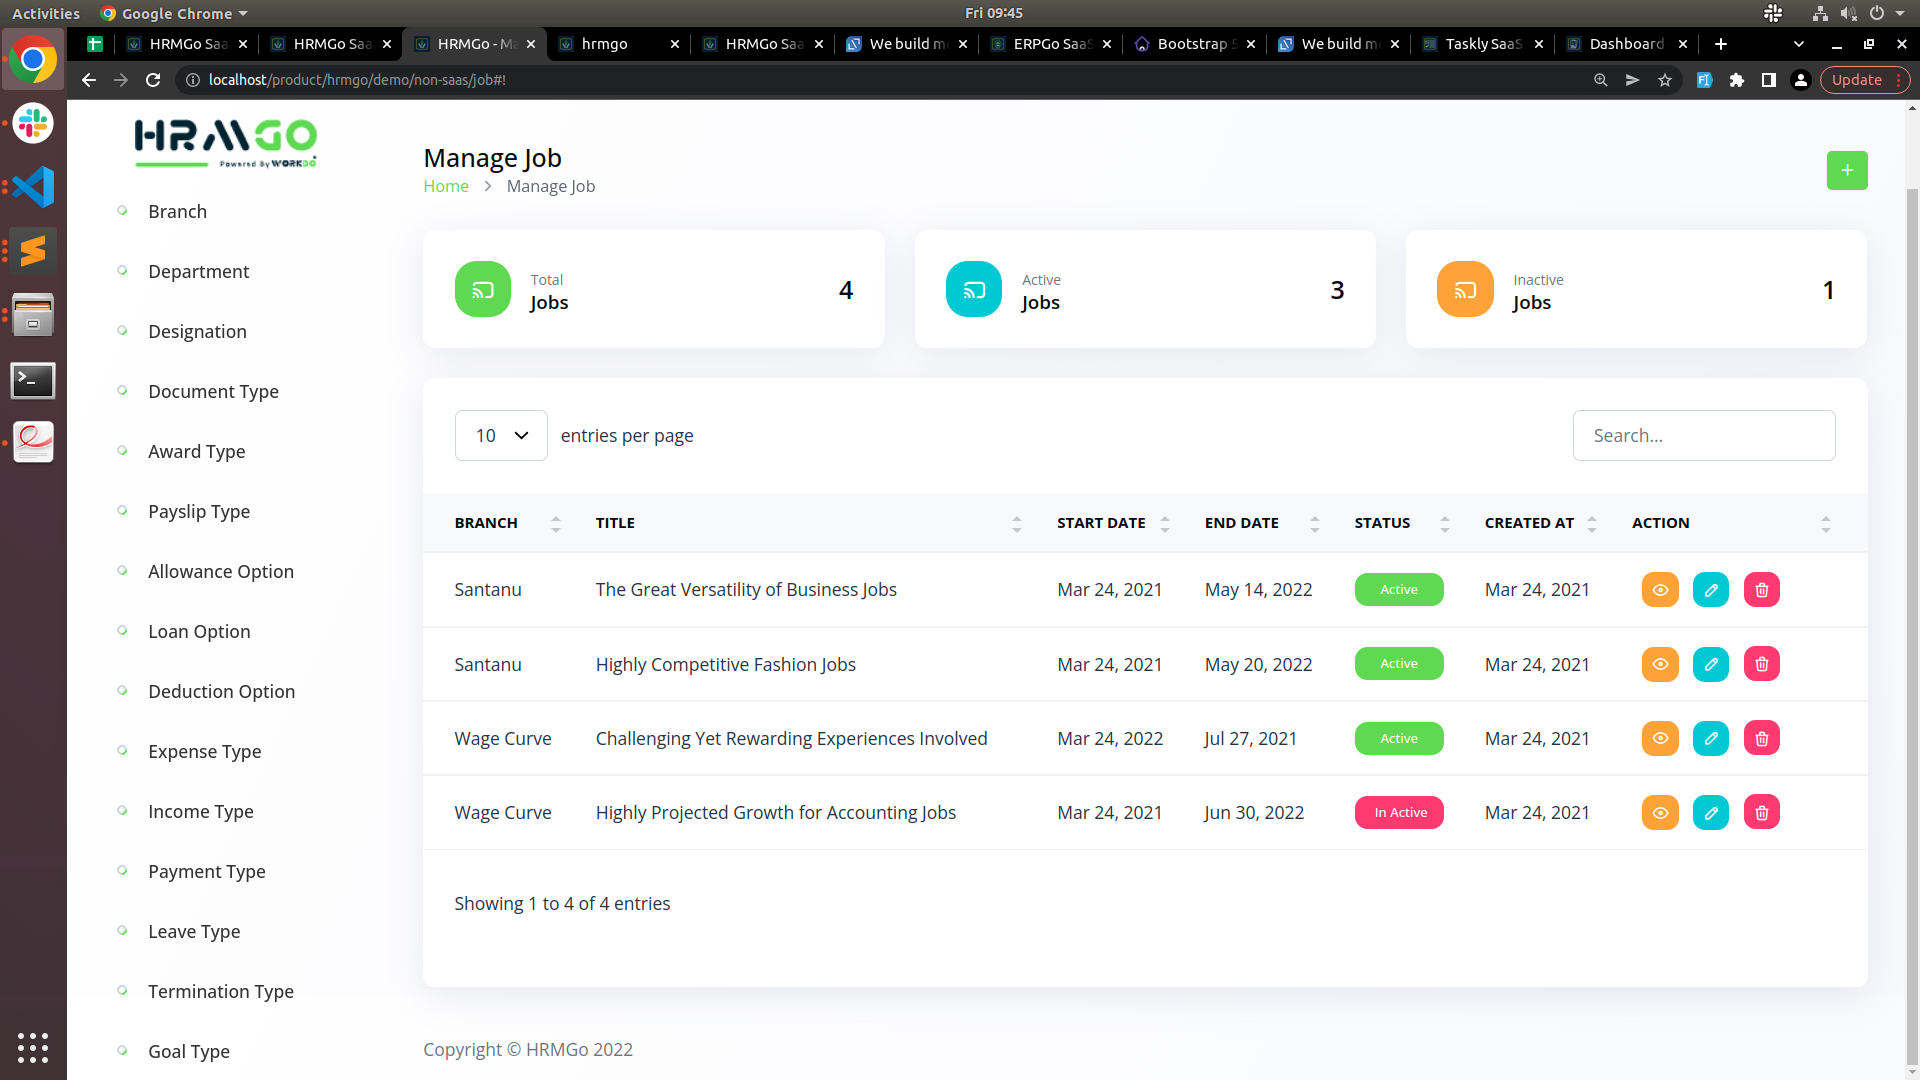 Activities Google Chrome Fri 09:45
HRMGo Saa HRMGo Saa HRMGo - Ma hrmgo HRMGo Saa We build mo ERPGo SaaS Bootstrap 5 We build mo Taskly SaaS Dashboard
localhost/product/hrmgo/demo/non-saas/job#! Update
HRMGO
Powered By WORKDO
Manage Job
Home Manage Job
Total
Jobs
4
Active
Jobs
3
Inactive
Jobs
1
Branch
Department
Designation
Document Type
Award Type
Payslip Type
Allowance Option
Loan Option
Deduction Option
Expense Type
Income Type
Payment Type
Leave Type
Termination Type
Goal Type
10 entries per page Search...
BRANCH TITLE START DATE END DATE STATUS CREATED AT ACTION
Santanu The Great Versatility of Business Jobs Mar 24, 2021 May 14, 2022 Active Mar 24, 2021
Santanu Highly Competitive Fashion Jobs Mar 24, 2021 May 20, 2022 Active Mar 24, 2021
Wage Curve Challenging Yet Rewarding Experiences Involved Mar 24, 2022 Jul 27, 2021 Active Mar 24, 2021
Wage Curve Highly Projected Growth for Accounting Jobs Mar 24, 2021 Jun 30, 2022 In Active Mar 24, 2021
Showing 1 to 4 of 4 entries
Copyright © HRMGo 2022